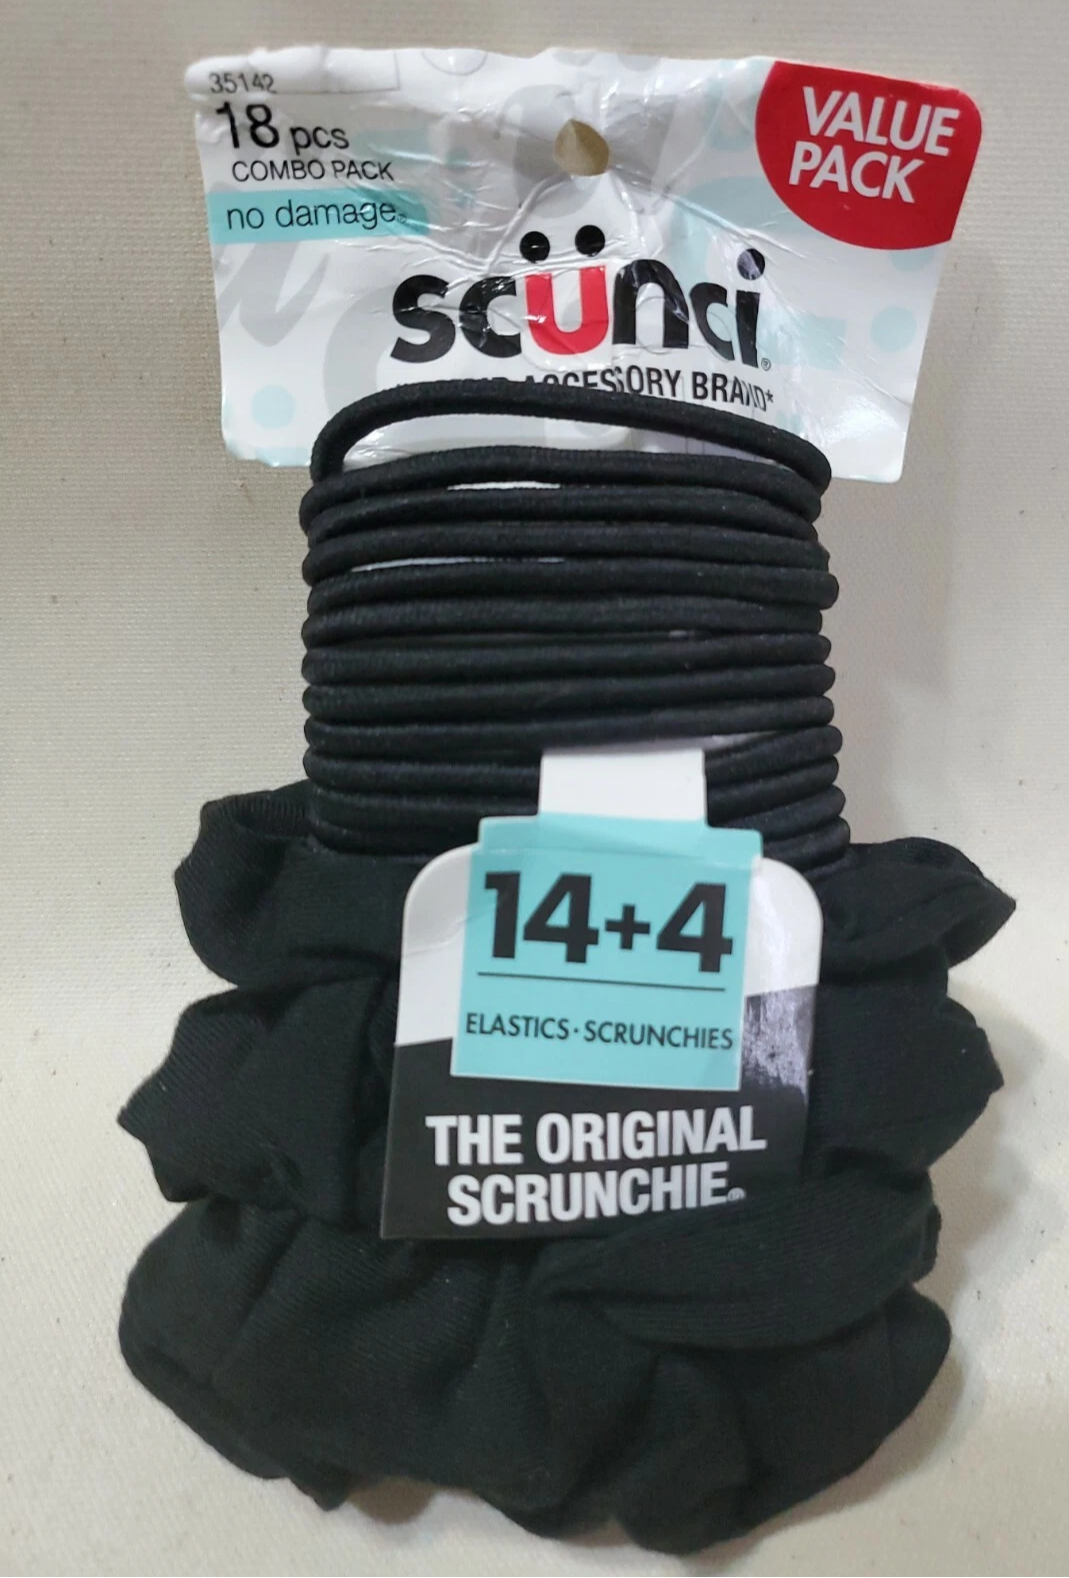 35142
18 pcs
COMBO PACK
no damage®
VALUE
PACK
scünci®
ACCESSORY BRAND*
14+4
ELASTICS · SCRUNCHIES
THE ORIGINAL
SCRUNCHIE®